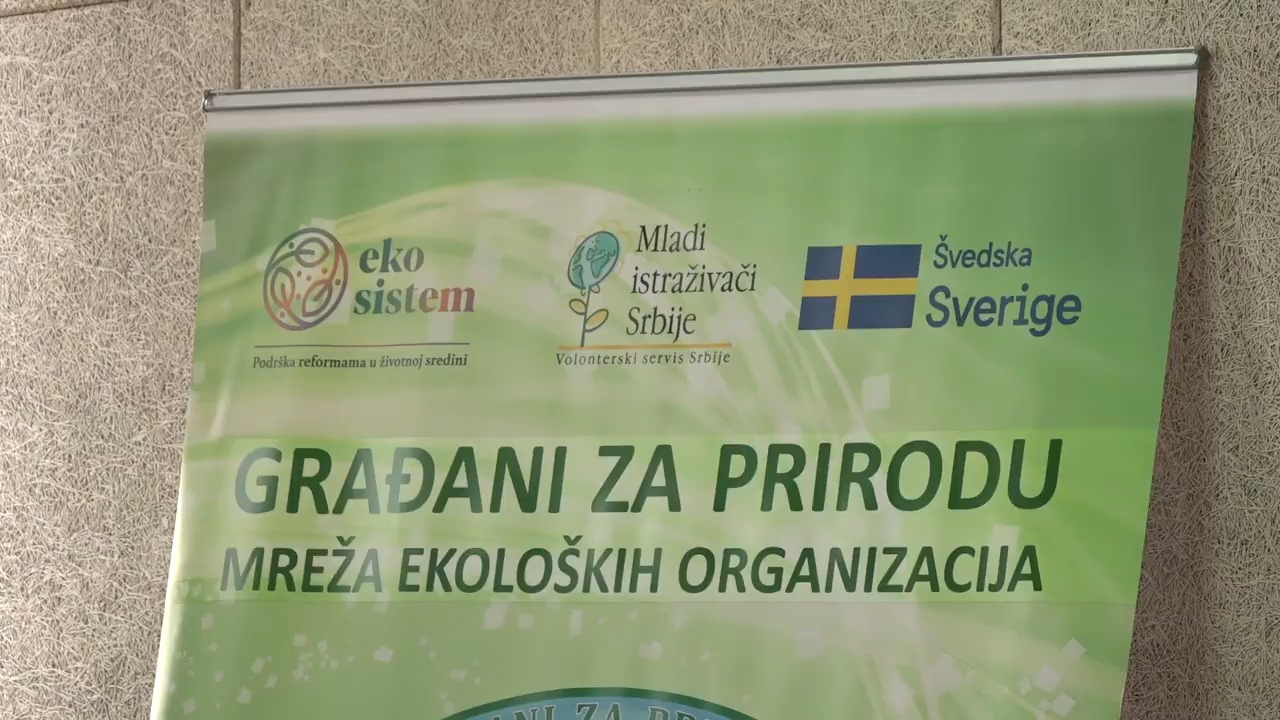 eko
sistem
Podrška reformama u životnoj sredini
Mladi
istraživači
Srbije
Volonterski servis Srbije
Švedska
Sverige
GRAĐANI ZA PRIRODU
MREŽA EKOLOŠKIH ORGANIZACIJA
ZA